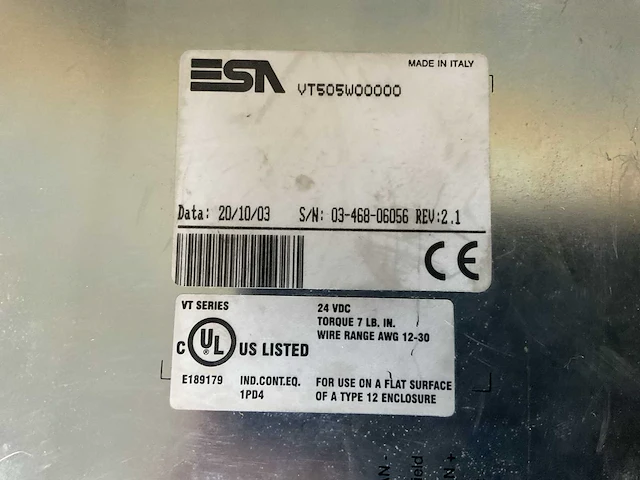 ESA
MADE IN ITALY
VT505W00000
Data: 20/10/03 S/N: 03-468-06056 REV:2.1
CE
VT SERIES
24 VDC
TORQUE 7 LB. IN.
WIRE RANGE AWG 12-30
C UL US LISTED
E189179 IND.CONT.EQ.
1PD4
FOR USE ON A FLAT SURFACE
OF A TYPE 12 ENCLOSURE